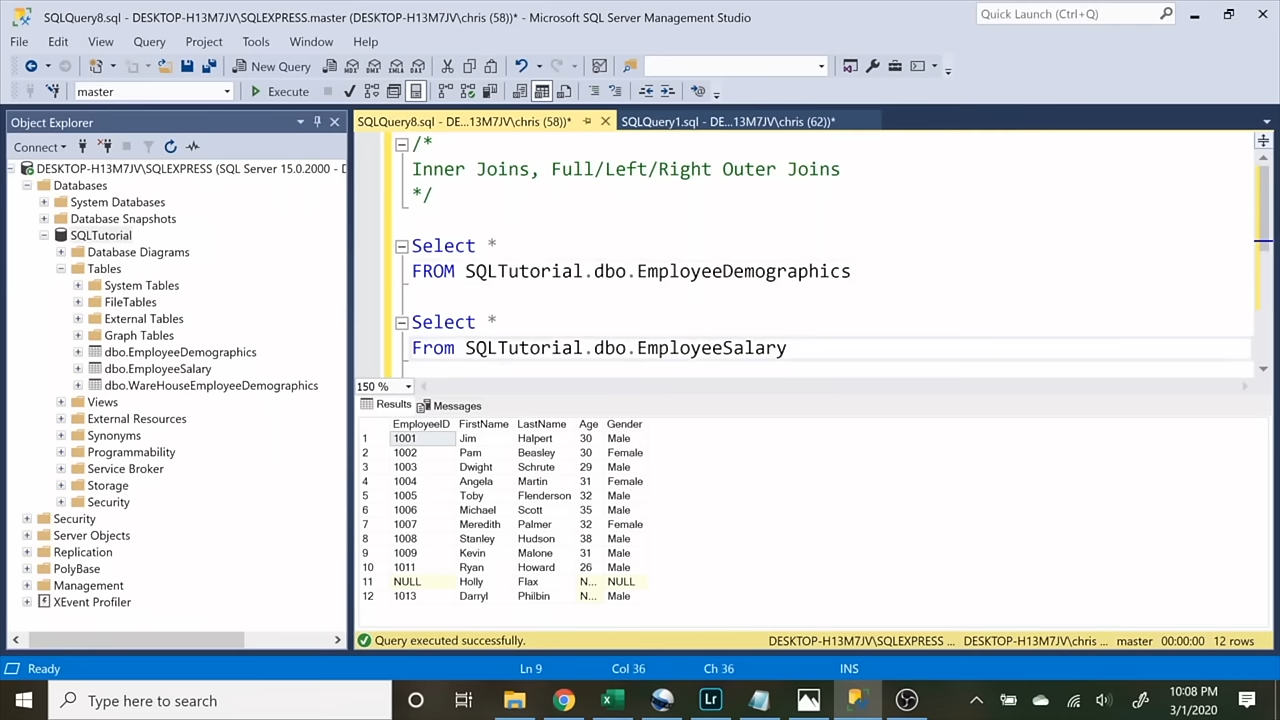 SQLQuery8.sql - DESKTOP-H13M7JV\SQLEXPRESS.master (DESKTOP-H13M7JV\chris (58))* - Microsoft SQL Server Management Studio
Quick Launch (Ctrl+Q)
File Edit View Query Project Tools Window Help
New Query
master Execute
Object Explorer
SQLQuery8.sql - DE...13M7JV\chris (58))* SQLQuery1.sql - DE...13M7JV\chris (62))*
Connect
DESKTOP-H13M7JV\SQLEXPRESS (SQL Server 15.0.2000 - D
Databases
System Databases
Database Snapshots
SQLTutorial
Database Diagrams
Tables
System Tables
FileTables
External Tables
Graph Tables
dbo.EmployeeDemographics
dbo.EmployeeSalary
dbo.WareHouseEmployeeDemographics
Views
External Resources
Synonyms
Programmability
Service Broker
Storage
Security
Security
Server Objects
Replication
PolyBase
Management
XEvent Profiler
/*
Inner Joins, Full/Left/Right Outer Joins
*/
Select *
FROM SQLTutorial.dbo.EmployeeDemographics
Select *
From SQLTutorial.dbo.EmployeeSalary
150 %
Results Messages
EmployeeID FirstName LastName Age Gender
1 1001 Jim Halpert 30 Male
2 1002 Pam Beasley 30 Female
3 1003 Dwight Schrute 29 Male
4 1004 Angela Martin 31 Female
5 1005 Toby Flenderson 32 Male
6 1006 Michael Scott 35 Male
7 1007 Meredith Palmer 32 Female
8 1008 Stanley Hudson 38 Male
9 1009 Kevin Malone 31 Male
10 1011 Ryan Howard 26 Male
11 NULL Holly Flax N... NULL
12 1013 Darryl Philbin N... Male
Query executed successfully. DESKTOP-H13M7JV\SQLEXPRESS ... DESKTOP-H13M7JV\chris ... master 00:00:00 12 rows
Ready Ln 9 Col 36 Ch 36 INS
Type here to search
Lr
10:08 PM
3/1/2020